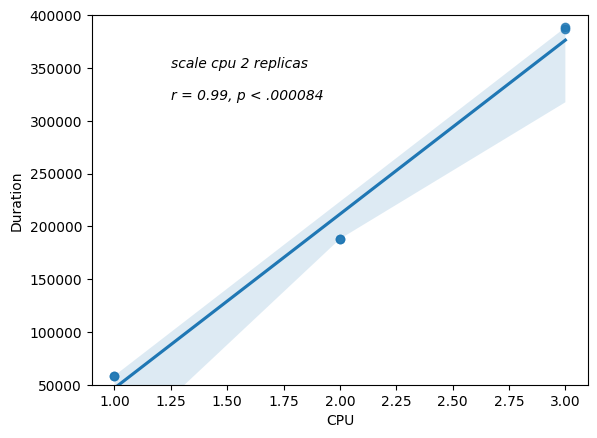 400000
350000
300000
250000
200000
150000
100000
50000
Duration
scale cpu 2 replicas
r = 0.99, p < .000084
1.00 1.25 1.50 1.75 2.00 2.25 2.50 2.75 3.00
CPU